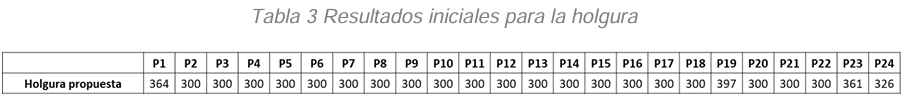 Tabla 3 Resultados iniciales para la holgura
P1 P2 P3 P4 P5 P6 P7 P8 P9 P10 P11 P12 P13 P14 P15 P16 P17 P18 P19 P20 P21 P22 P23 P24
Holgura propuesta 364 300 300 300 300 300 300 300 300 300 300 300 300 300 300 300 300 300 397 300 300 300 361 326